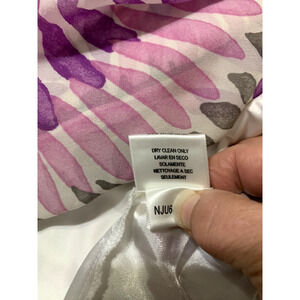 DRY CLEAN ONLY
LAVAR EN SECO
SOLAMENTE
NETTOYAGE A SEC
SEULEMENT
NJU6